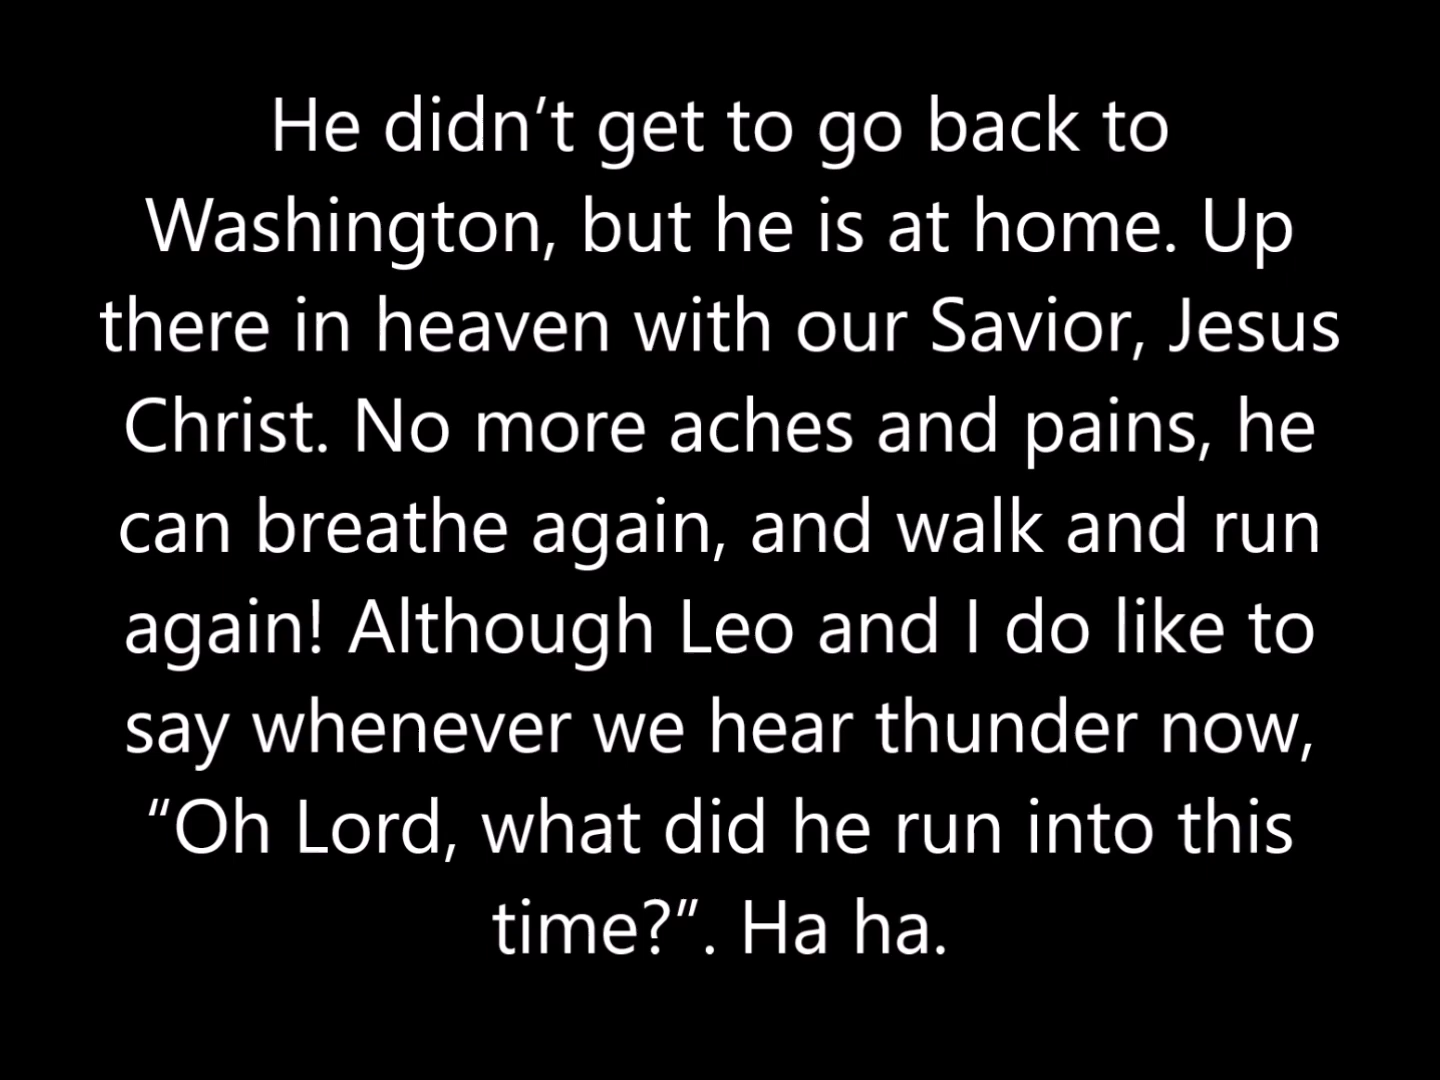 He didn’t get to go back to
Washington, but he is at home. Up
there in heaven with our Savior, Jesus
Christ. No more aches and pains, he
can breathe again, and walk and run
again! Although Leo and I do like to
say whenever we hear thunder now,
“Oh Lord, what did he run into this
time?”. Ha ha.